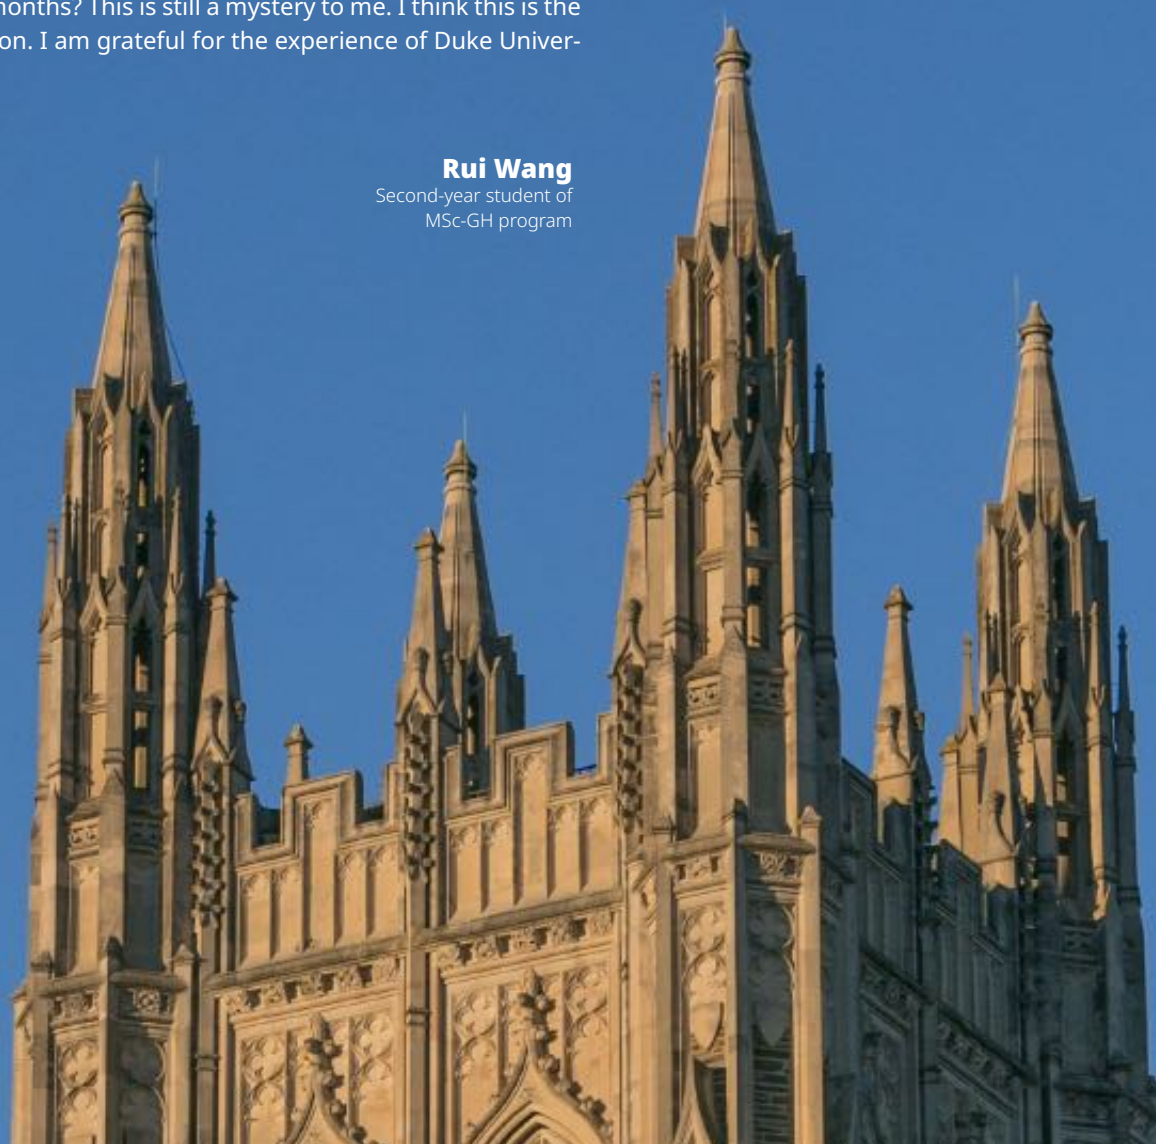 months? This is still a mystery to me. I think this is the
on. I am grateful for the experience of Duke Univer-
Rui Wang
Second-year student of
MSc-GH program